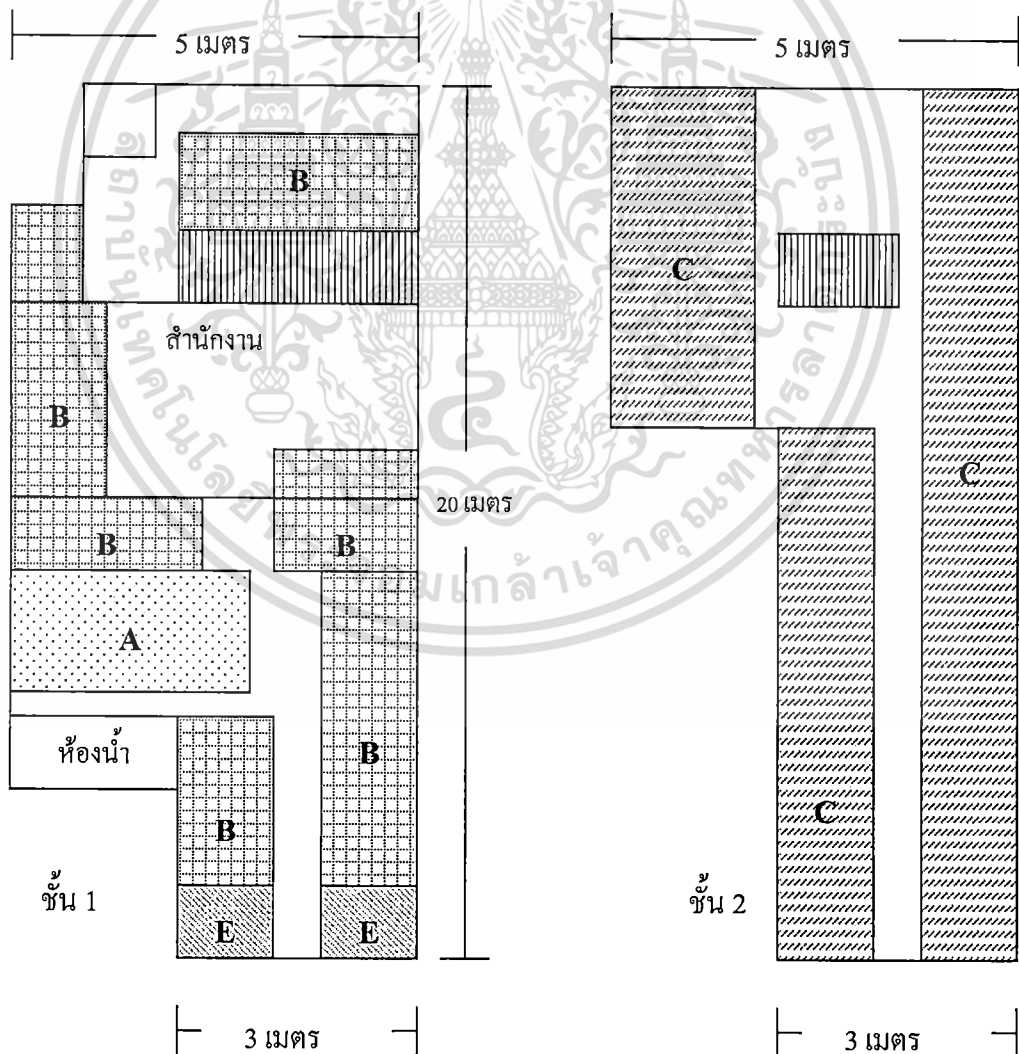 5 เมตร
5 เมตร
B
C
สำนักงาน
B
C
20 เมตร
B
B
A
ห้องน้ำ
B
B
C
ชั้น 1
ชั้น 2
E
E
3 เมตร
3 เมตร